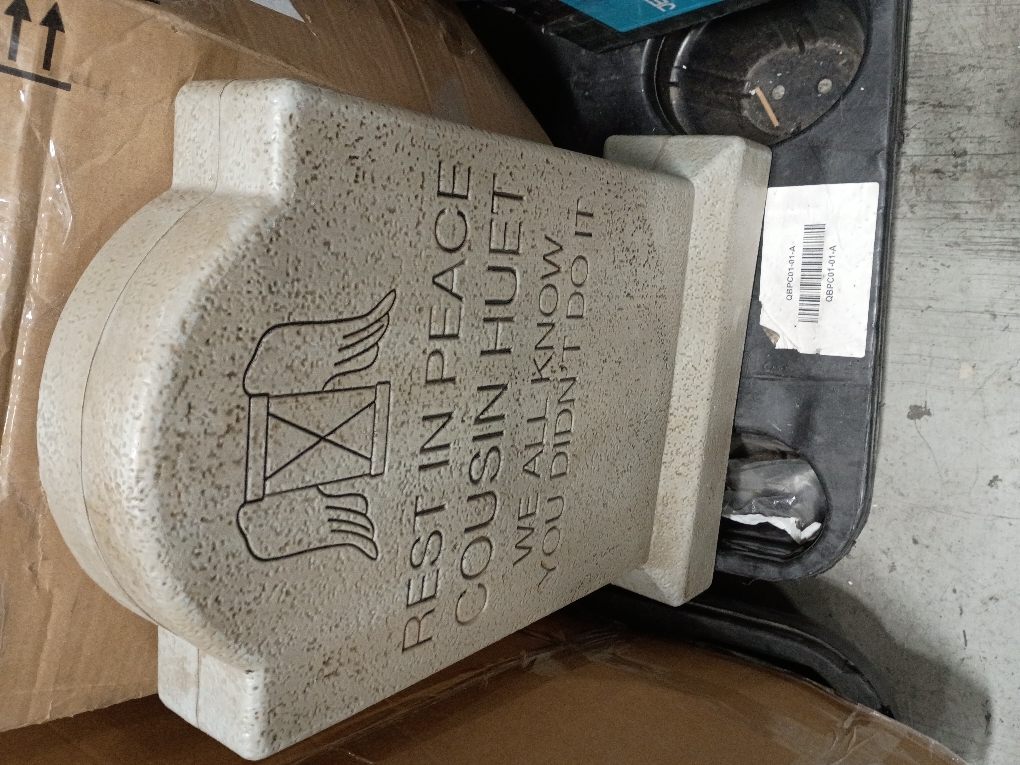 REST IN PEACE
COUSIN HUET
WE ALL KNOW
YOU DIDN'T DO IT
QBPC01-01-A
QBPC01-01-A